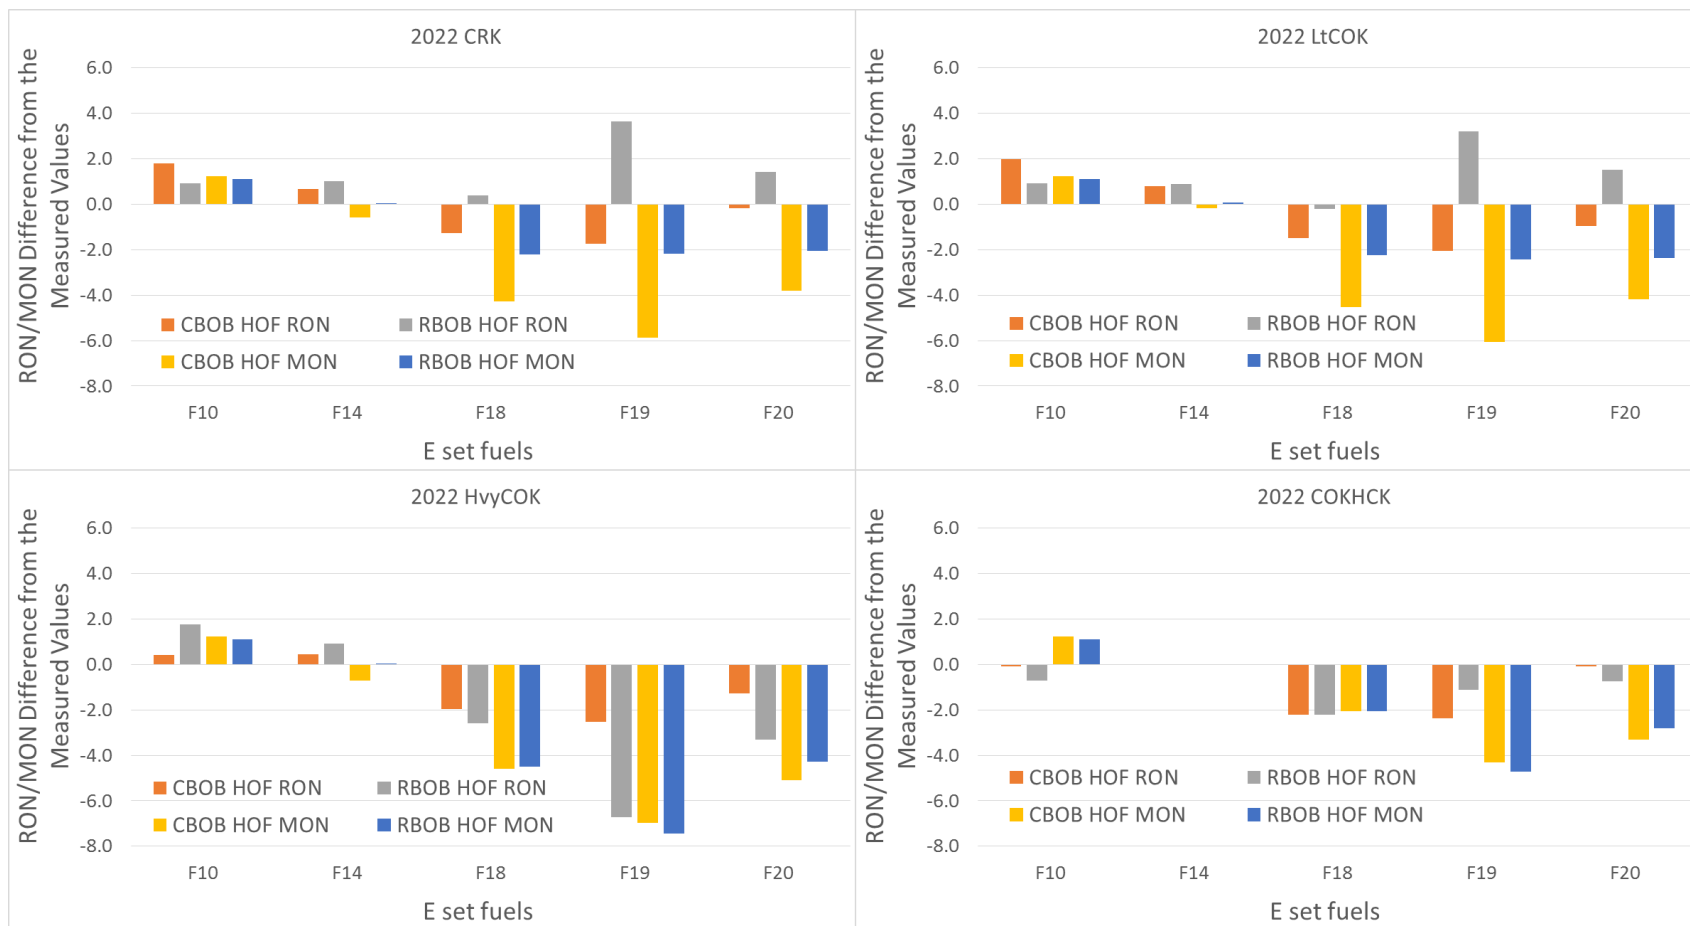 2022 CRK
RON/MON Difference from the
Measured Values
6.0
4.0
2.0
0.0
-2.0
-4.0
-6.0
-8.0
CBOB HOF RON
RBOB HOF RON
CBOB HOF MON
RBOB HOF MON
F10
F14
F18
F19
F20
E set fuels
2022 LtCOK
RON/MON Difference from the
Measured Values
6.0
4.0
2.0
0.0
-2.0
-4.0
-6.0
-8.0
CBOB HOF RON
RBOB HOF RON
CBOB HOF MON
RBOB HOF MON
F10
F14
F18
F19
F20
E set fuels
2022 HvyCOK
RON/MON Difference from the
Measured Values
6.0
4.0
2.0
0.0
-2.0
-4.0
-6.0
-8.0
CBOB HOF RON
RBOB HOF RON
CBOB HOF MON
RBOB HOF MON
F10
F14
F18
F19
F20
E set fuels
2022 COKHCK
RON/MON Difference from the
Measured Values
6.0
4.0
2.0
0.0
-2.0
-4.0
-6.0
-8.0
CBOB HOF RON
RBOB HOF RON
CBOB HOF MON
RBOB HOF MON
F10
F14
F18
F19
F20
E set fuels